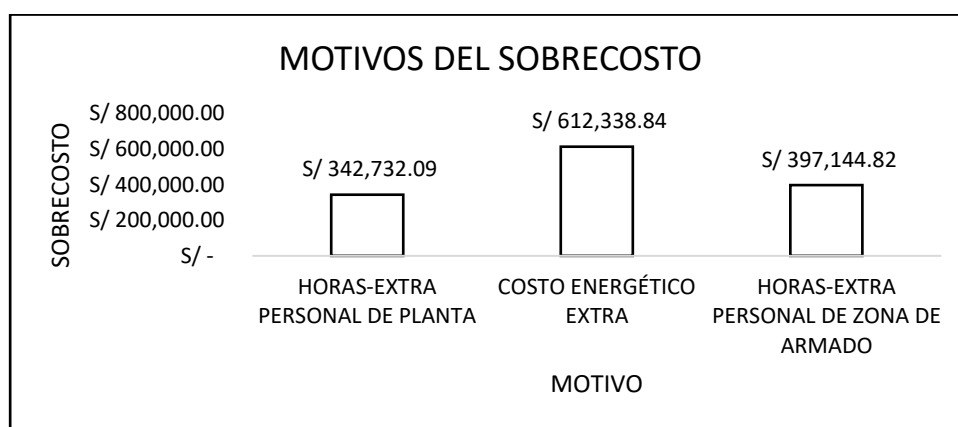 MOTIVOS DEL SOBRECOSTO
SOBRECOSTO
S/ 800,000.00
S/ 600,000.00
S/ 400,000.00
S/ 200,000.00
S/ -
S/ 342,732.09
S/ 612,338.84
S/ 397,144.82
HORAS-EXTRA
PERSONAL DE PLANTA
COSTO ENERGÉTICO
EXTRA
HORAS-EXTRA
PERSONAL DE ZONA DE
ARMADO
MOTIVO